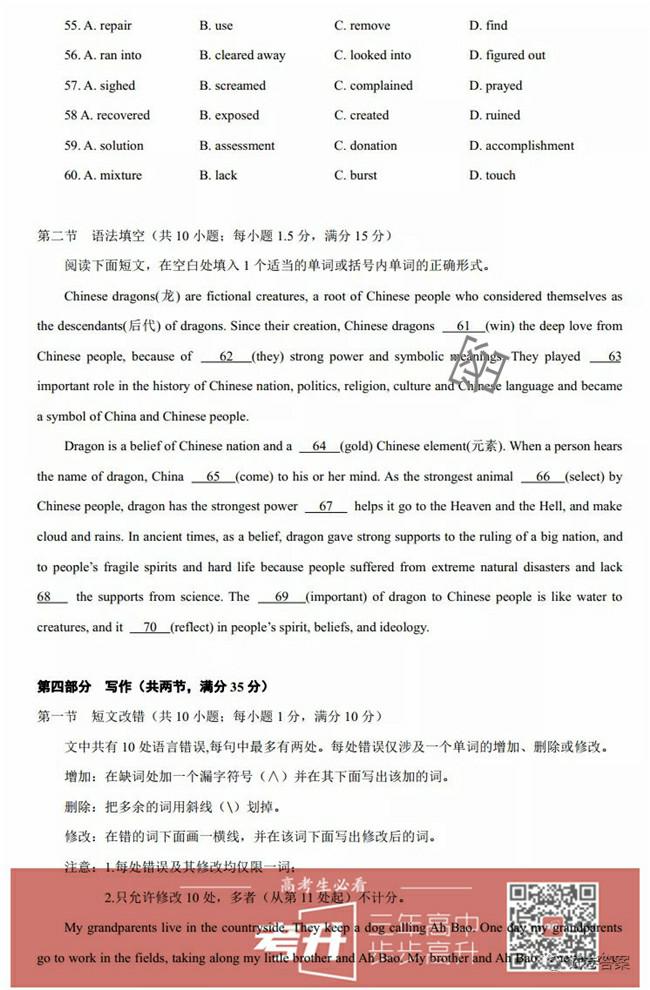 55. A. repair B. use C. remove D. find
56. A. ran into B. cleared away C. looked into D. figured out
57. A. sighed B. screamed C. complained D. prayed
58 A. recovered B. exposed C. created D. ruined
59. A. solution B. assessment C. donation D. accomplishment
60. A. mixture B. lack C. burst D. touch
第二节 语法填空（共 10 小题；每小题 1.5 分，满分 15 分）
阅读下面短文，在空白处填入 1 个适当的单词或括号内单词的正确形式。
Chinese dragons(龙) are fictional creatures, a root of Chinese people who considered themselves as
the descendants(后代) of dragons. Since their creation, Chinese dragons 61 (win) the deep love from
Chinese people, because of 62 (they) strong power and symbolic meanings. They played 63
important role in the history of Chinese nation, politics, religion, culture and Chinese language and became
a symbol of China and Chinese people.
Dragon is a belief of Chinese nation and a 64 (gold) Chinese element(元素). When a person hears
the name of dragon, China 65 (come) to his or her mind. As the strongest animal 66 (select) by
Chinese people, dragon has the strongest power 67 helps it go to the Heaven and the Hell, and make
cloud and rains. In ancient times, as a belief, dragon gave strong supports to the ruling of a big nation, and
to people's fragile spirits and hard life because people suffered from extreme natural disasters and lack
68 the supports from science. The 69 (important) of dragon to Chinese people is like water to
creatures, and it 70 (reflect) in people's spirit, beliefs, and ideology.
第四部分 写作（共两节，满分 35 分）
第一节 短文改错（共 10 小题；每小题 1 分，满分 10 分）
文中共有 10 处语言错误,每句中最多有两处。每处错误仅涉及一个单词的增加、删除或修改。
增加：在缺词处加一个漏字符号（∧）并在其下面写出该加的词。
删除：把多余的词用斜线（\）划掉。
修改：在错的词下面画一横线，并在该词下面写出修改后的词。
注意：1.每处错误及其修改均仅限一词；
高考生必看
2.只允许修改 10 处，多者（从第 11 处起）不计分。
My grandparents live in the countryside. They keep a dog calling Ah Bao. One day my grandparents
考升
三年高中
步步高升
go to work in the fields, taking along my little brother and Ah Bao. My brother and Ah Bao
答案